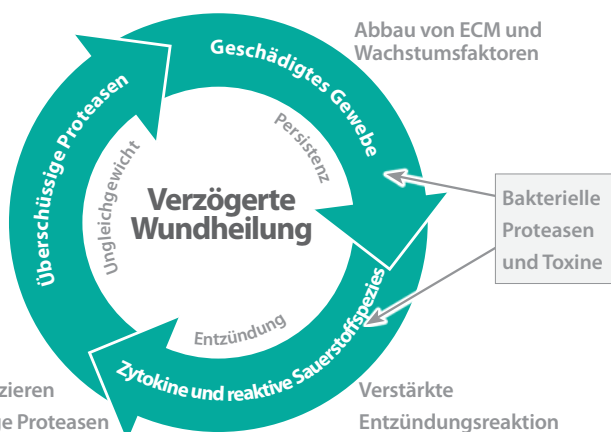 Abbau von ECM und
Wachstumsfaktoren
Geschädigtes Gewebe
Persistenz
Überschüssige Proteasen
Ungleichgewicht
Verzögerte
Wundheilung
Bakterielle
Proteasen
und Toxine
Entzündung
Zytokine und reaktive Sauerstoffspezies
Verstärkte
Entzündungsreaktion
Proteasen